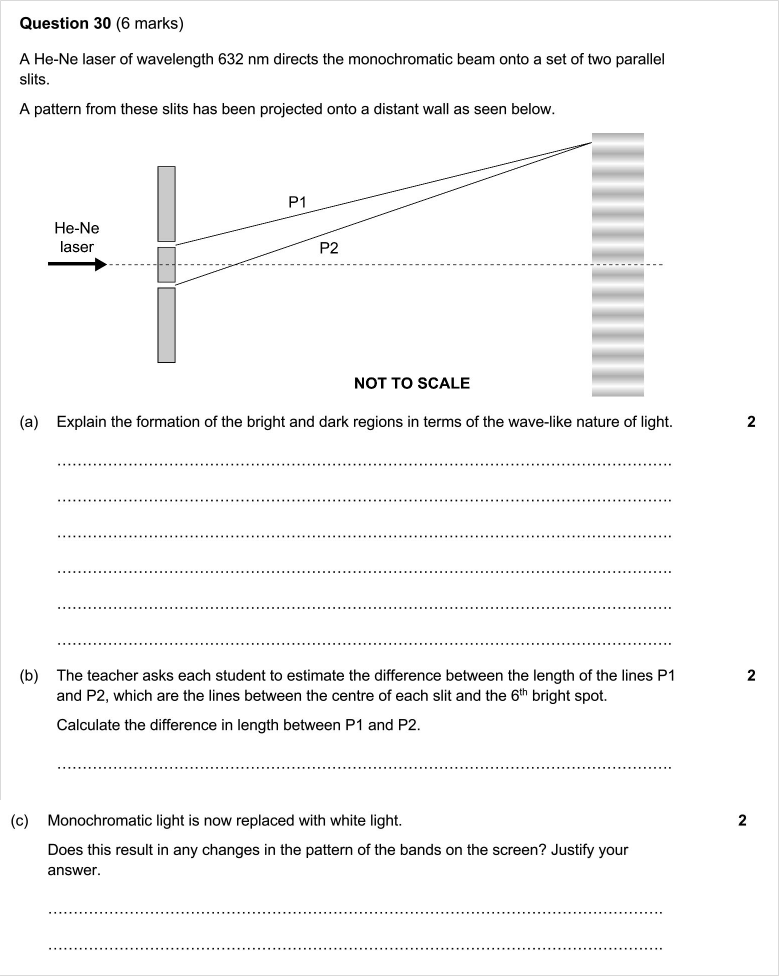 Question 30 (6 marks)
A He-Ne laser of wavelength 632 nm directs the monochromatic beam onto a set of two parallel
slits.
A pattern from these slits has been projected onto a distant wall as seen below.
P1
He-Ne
laser
P2
NOT TO SCALE
(a) Explain the formation of the bright and dark regions in terms of the wave-like nature of light. 2
(b) The teacher asks each student to estimate the difference between the length of the lines P1 2
and P2, which are the lines between the centre of each slit and the 6th bright spot.
Calculate the difference in length between P1 and P2.
(c) Monochromatic light is now replaced with white light. 2
Does this result in any changes in the pattern of the bands on the screen? Justify your
answer.